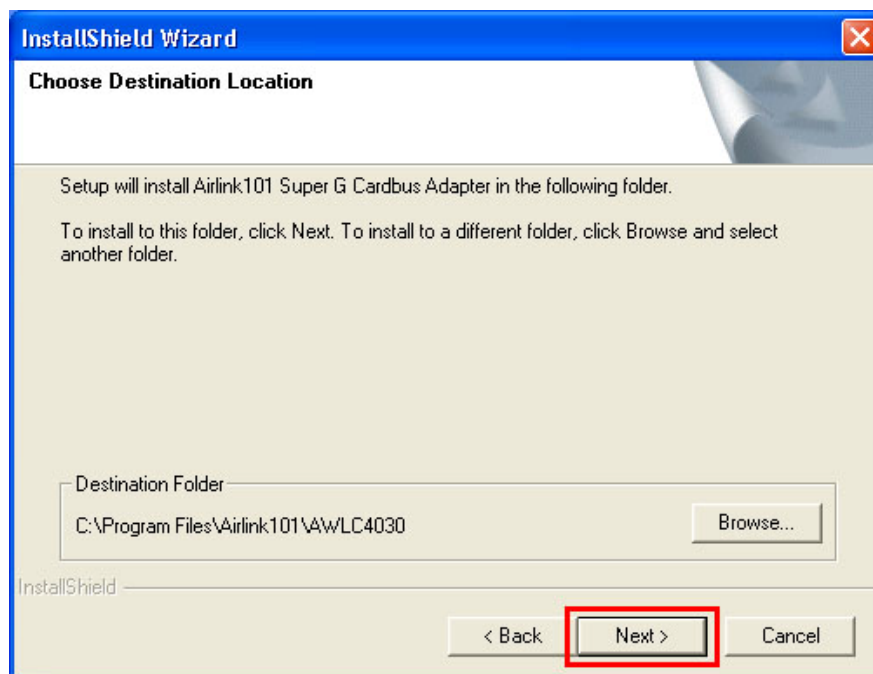 InstallShield Wizard
Choose Destination Location
Setup will install Airlink101 Super G Cardbus Adapter in the following folder.
To install to this folder, click Next. To install to a different folder, click Browse and select
another folder.
Destination Folder
C:\Program Files\Airlink101\AWLC4030
Browse...
InstallShield
< Back
Next >
Cancel